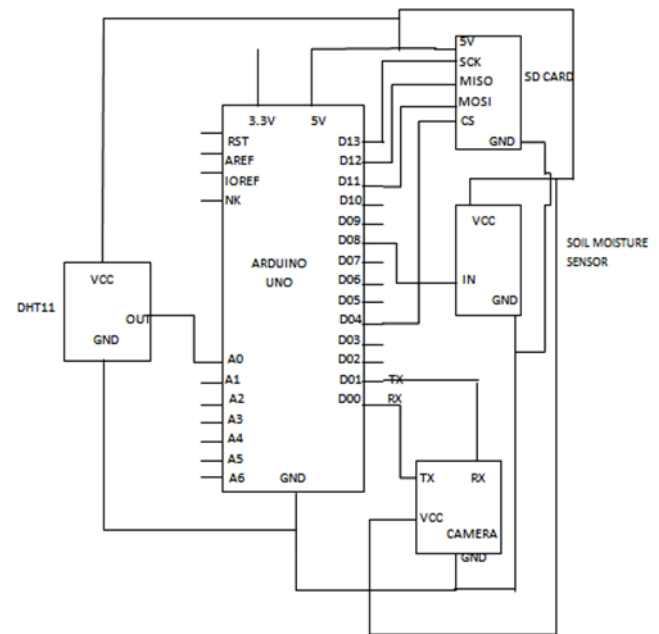 5V
SCK
MISO
SD CARD
MOSI
CS
GND
3.3V
5V
RST
AREF
IOREF
NK
D13
D12
D11
D10
D09
D08
D07
D06
D05
D04
D03
D02
D01
D00
ARDUINO
UNO
VCC
IN
GND
SOIL MOISTURE
SENSOR
DHT11
VCC
OUT
GND
A0
A1
A2
A3
A4
A5
A6
GND
TX
RX
TX
RX
VCC
CAMERA
GND